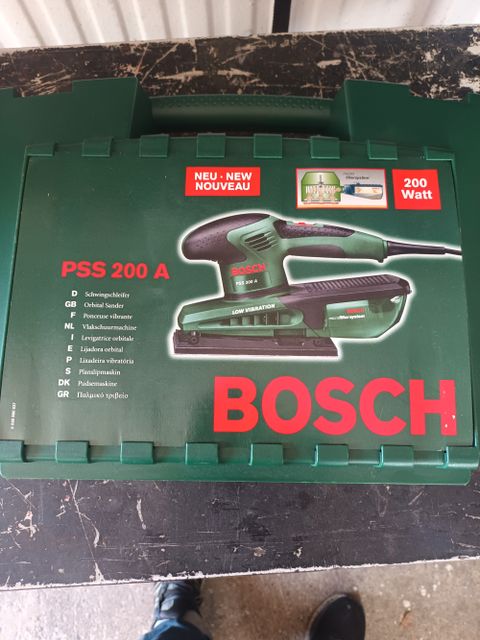 NEU · NEW
NOUVEAU
200
Watt
PSS 200 A
BOSCH
PSS 200 A
LOW VIBRATION
D Schwingschleifer
GB Orbital Sander
F Ponceuse vibrante
NL Vlakschuurmachine
I Levigatrice orbitale
E Lijadora orbital
P Lixadeira vibratória
S Planslipmaskin
DK Pudsemaskine
GR Παλμικό τριβείο
BOSCH